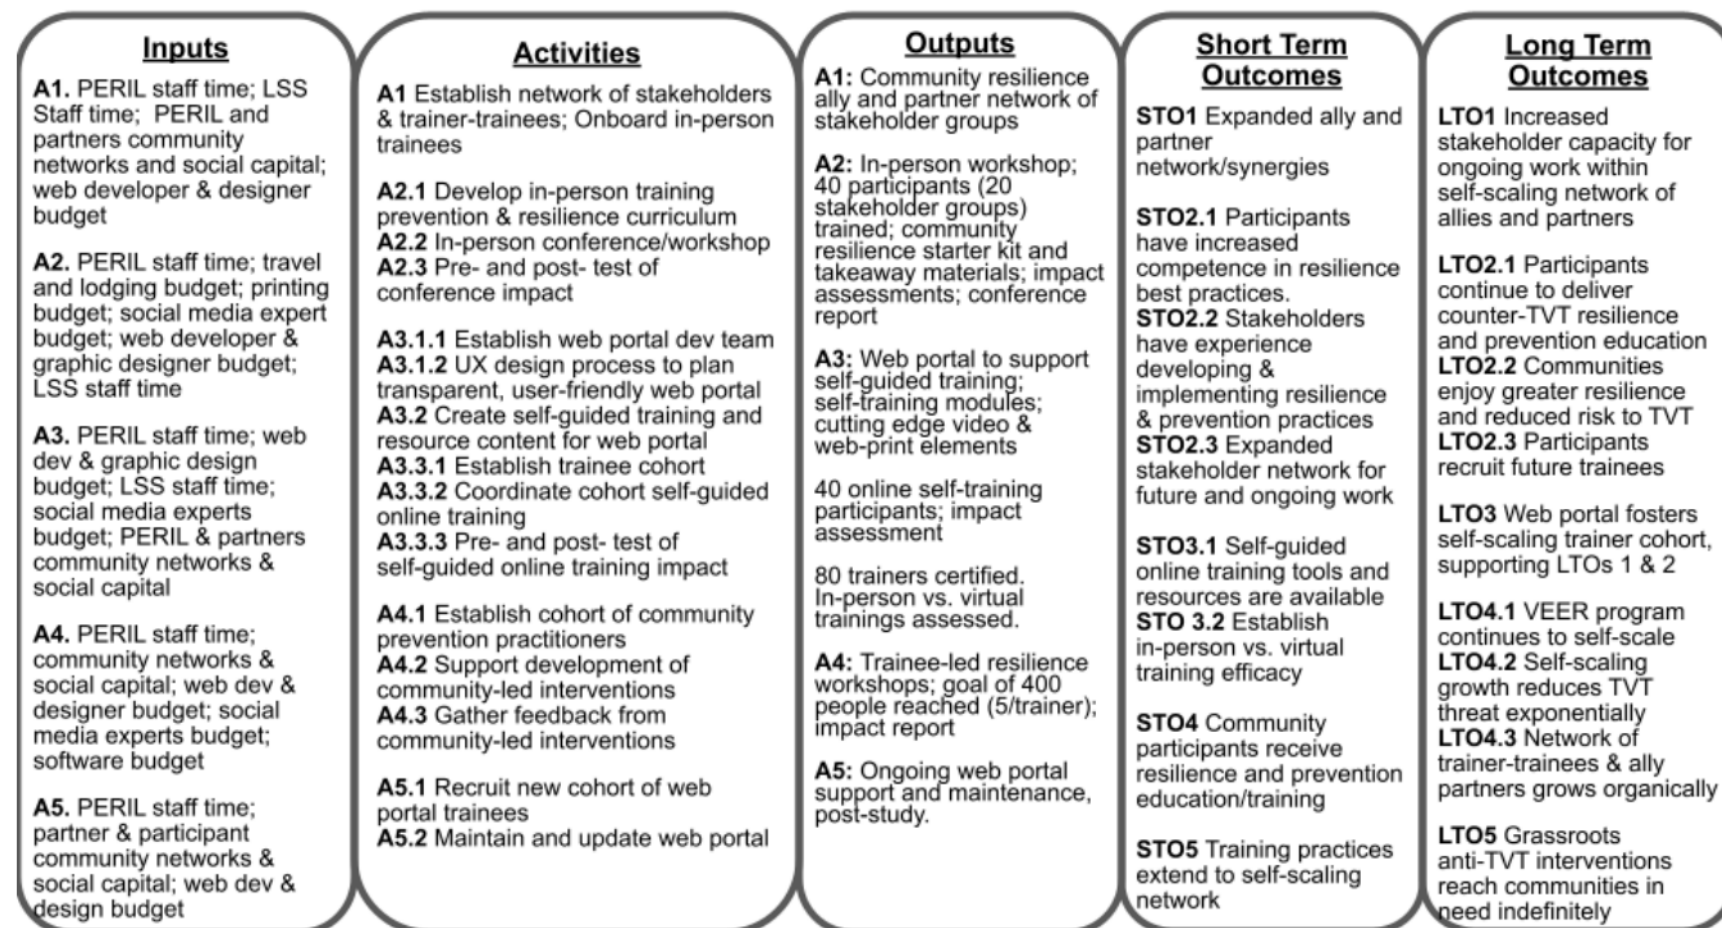 Inputs
A1. PERIL staff time; LSS
Staff time; PERIL and
partners community
networks and social capital;
web developer & designer
budget
A2. PERIL staff time; travel
and lodging budget; printing
budget; social media expert
budget; web developer &
graphic designer budget;
LSS staff time
A3. PERIL staff time; web
dev & graphic design
budget; LSS staff time;
social media experts
budget; PERIL & partners
community networks &
social capital
A4. PERIL staff time;
community networks &
social capital; web dev &
designer budget; social
media experts budget;
software budget
A5. PERIL staff time;
partner & participant
community networks &
social capital; web dev &
design budget
Activities
A1 Establish network of stakeholders
& trainer-trainees; Onboard in-person
trainees
A2.1 Develop in-person training
prevention & resilience curriculum
A2.2 In-person conference/workshop
A2.3 Pre- and post- test of
conference impact
A3.1.1 Establish web portal dev team
A3.1.2 UX design process to plan
transparent, user-friendly web portal
A3.2 Create self-guided training and
resource content for web portal
A3.3.1 Establish trainee cohort
A3.3.2 Coordinate cohort self-guided
online training
A3.3.3 Pre- and post- test of
self-guided online training impact
A4.1 Establish cohort of community
prevention practitioners
A4.2 Support development of
community-led interventions
A4.3 Gather feedback from
community-led interventions
A5.1 Recruit new cohort of web
portal trainees
A5.2 Maintain and update web portal
Outputs
A1: Community resilience
ally and partner network of
stakeholder groups
A2: In-person workshop;
40 participants (20
stakeholder groups)
trained; community
resilience starter kit and
takeaway materials; impact
assessments; conference
report
A3: Web portal to support
self-guided training;
self-training modules;
cutting edge video &
web-print elements
40 online self-training
participants; impact
assessment
80 trainers certified.
In-person vs. virtual
trainings assessed.
A4: Trainee-led resilience
workshops; goal of 400
people reached (5/trainer);
impact report
A5: Ongoing web portal
support and maintenance,
post-study.
Short Term
Outcomes
STO1 Expanded ally and
partner
network/synergies
STO2.1 Participants
have increased
competence in resilience
best practices.
STO2.2 Stakeholders
have experience
developing &
implementing resilience
& prevention practices
STO2.3 Expanded
stakeholder network for
future and ongoing work
STO3.1 Self-guided
online training tools and
resources are available
STO 3.2 Establish
in-person vs. virtual
training efficacy
STO4 Community
participants receive
resilience and prevention
education/training
STO5 Training practices
extend to self-scaling
network
Long Term
Outcomes
LTO1 Increased
stakeholder capacity for
ongoing work within
self-scaling network of
allies and partners
LTO2.1 Participants
continue to deliver
counter-TVT resilience
and prevention education
LTO2.2 Communities
enjoy greater resilience
and reduced risk to TVT
LTO2.3 Participants
recruit future trainees
LTO3 Web portal fosters
self-scaling trainer cohort,
supporting LTOs 1 & 2
LTO4.1 VEER program
continues to self-scale
LTO4.2 Self-scaling
growth reduces TVT
threat exponentially
LTO4.3 Network of
trainer-trainees & ally
partners grows organically
LTO5 Grassroots
anti-TVT interventions
reach communities in
need indefinitely